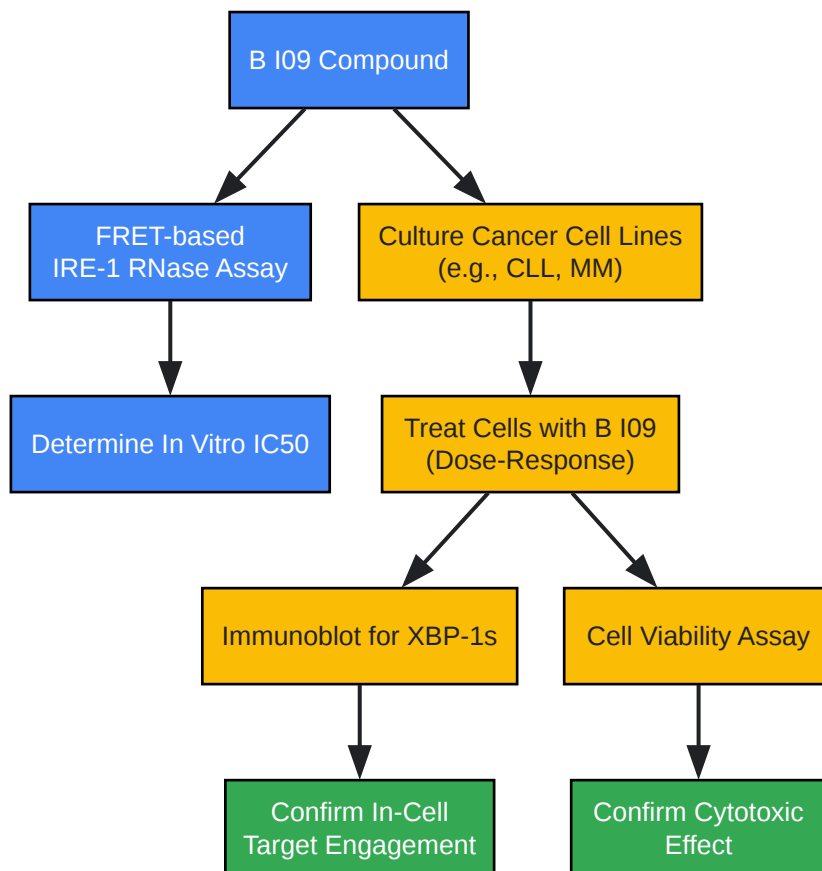 B I09 Compound
FRET-based
IRE-1 RNase Assay
Culture Cancer Cell Lines
(e.g., CLL, MM)
Determine In Vitro IC50
Treat Cells with B I09
(Dose-Response)
Immunoblot for XBP-1s
Cell Viability Assay
Confirm In-Cell
Target Engagement
Confirm Cytotoxic
Effect